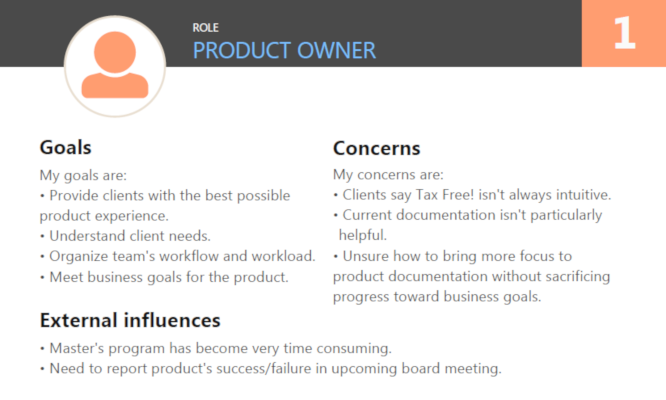 ROLE
PRODUCT OWNER
1
Goals
My goals are:
• Provide clients with the best possible
product experience.
• Understand client needs.
• Organize team's workflow and workload.
• Meet business goals for the product.
Concerns
My concerns are:
• Clients say Tax Free! isn't always intuitive.
• Current documentation isn't particularly
helpful.
• Unsure how to bring more focus to
product documentation without sacrificing
progress toward business goals.
External influences
• Master's program has become very time consuming.
• Need to report product's success/failure in upcoming board meeting.